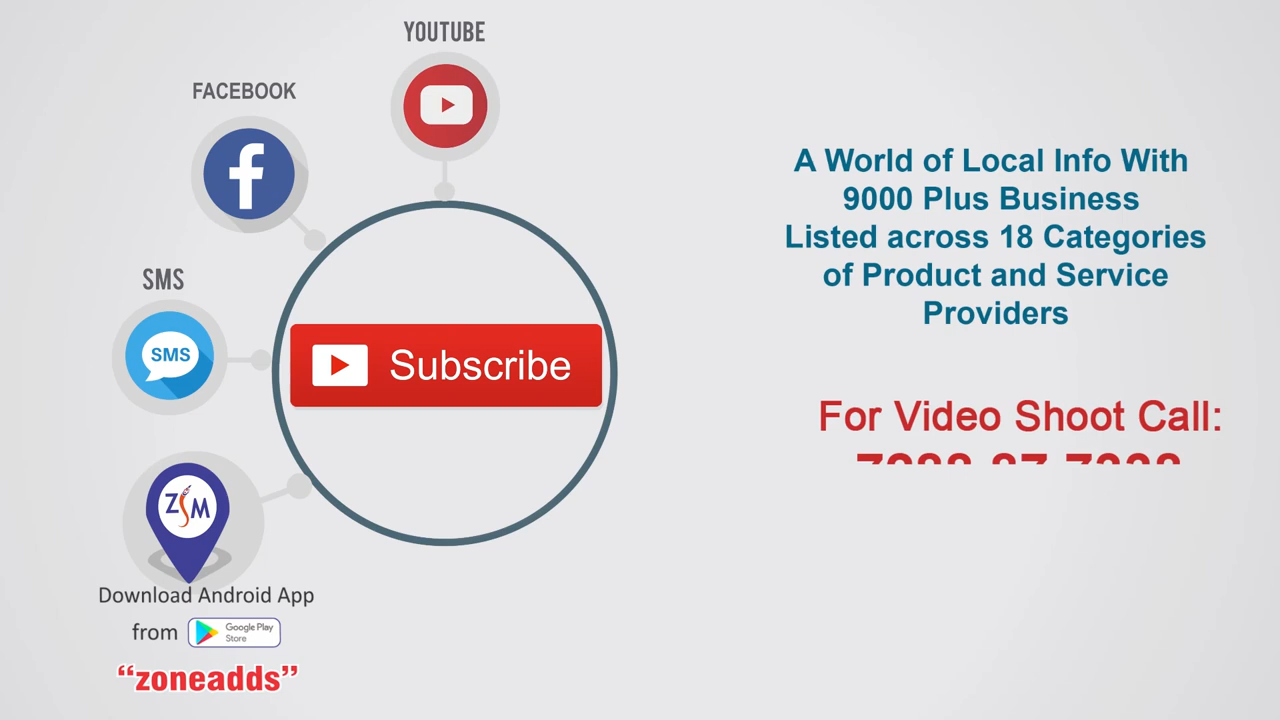 YOUTUBE
FACEBOOK
SMS
SMS
ZSM
Download Android App
from Google Play
Store
“zoneadds”
Subscribe
A World of Local Info With
9000 Plus Business
Listed across 18 Categories
of Product and Service
Providers
For Video Shoot Call: